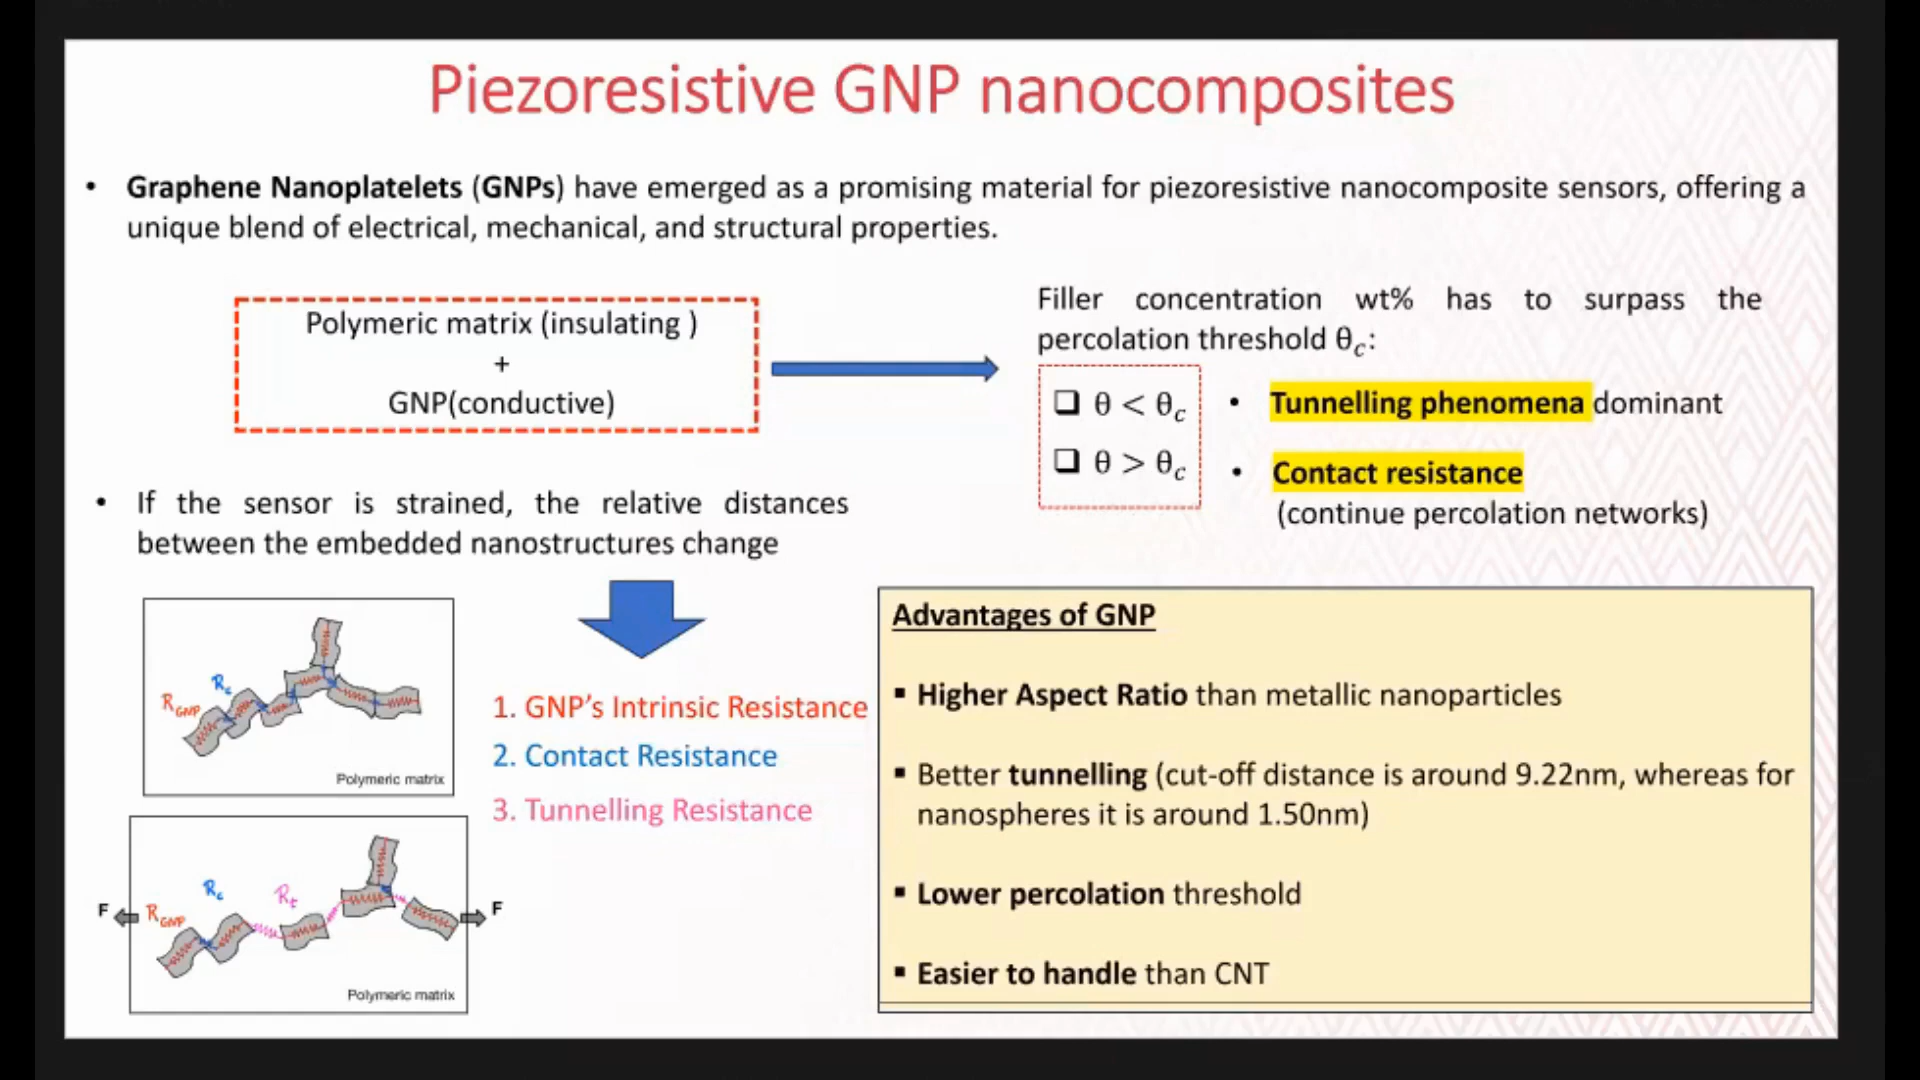 Piezoresistive GNP nanocomposites
• Graphene Nanoplatelets (GNPs) have emerged as a promising material for piezoresistive nanocomposite sensors, offering a
unique blend of electrical, mechanical, and structural properties.
Polymeric matrix (insulating )
+
GNP(conductive)
Filler concentration wt% has to surpass the
percolation threshold θc:
❑ θ < θc
• Tunnelling phenomena dominant
❑ θ > θc
• Contact resistance
(continue percolation networks)
• If the sensor is strained, the relative distances
between the embedded nanostructures change
RGNP
Rc
Polymeric matrix
F
RGNP
Rc
Rt
F
Polymeric matrix
1. GNP’s Intrinsic Resistance
2. Contact Resistance
3. Tunnelling Resistance
Advantages of GNP
▪ Higher Aspect Ratio than metallic nanoparticles
▪ Better tunnelling (cut-off distance is around 9.22nm, whereas for
nanospheres it is around 1.50nm)
▪ Lower percolation threshold
▪ Easier to handle than CNT